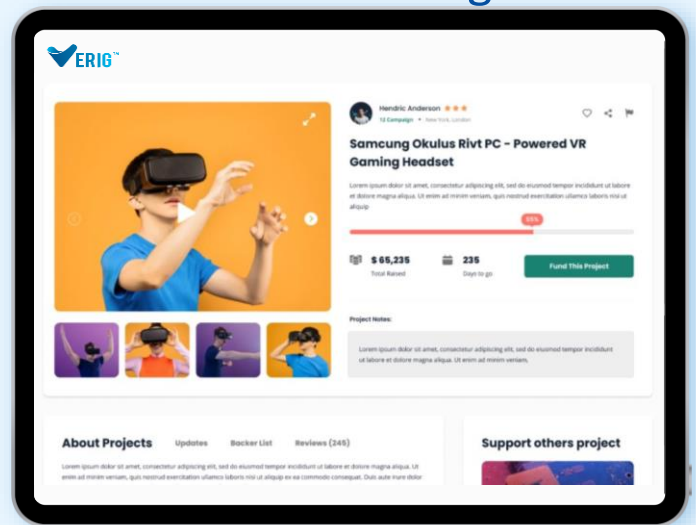 VERIG™
Hendric Anderson
12 Campaign • New York, London
Samcung Okulus Rivt PC - Powered VR
Gaming Headset
Lorem ipsum dolor sit amet, consectetur adipiscing elit, sed do eiusmod tempor incididunt ut labore
et dolore magna aliqua. Ut enim ad minim veniam, quis nostrud exercitation ullamco laboris nisi ut
aliquip
$ 65,235
Total Raised
235
Days to go
Fund This Project
Project Notes:
Lorem ipsum dolor sit amet, consectetur adipiscing elit, sed do eiusmod tempor incididunt
ut labore et dolore magna aliqua. Ut enim ad minim veniam,
About Projects
Updates
Backer List
Reviews (245)
Support others project
Lorem ipsum dolor sit amet, consectetur adipiscing elit, sed do eiusmod tempor incididunt ut labore et dolore magna aliqua. Ut
enim ad minim veniam, quis nostrud exercitation ullamco laboris nisi ut aliquip ex ea commodo consequat. Duis aute irure dolor